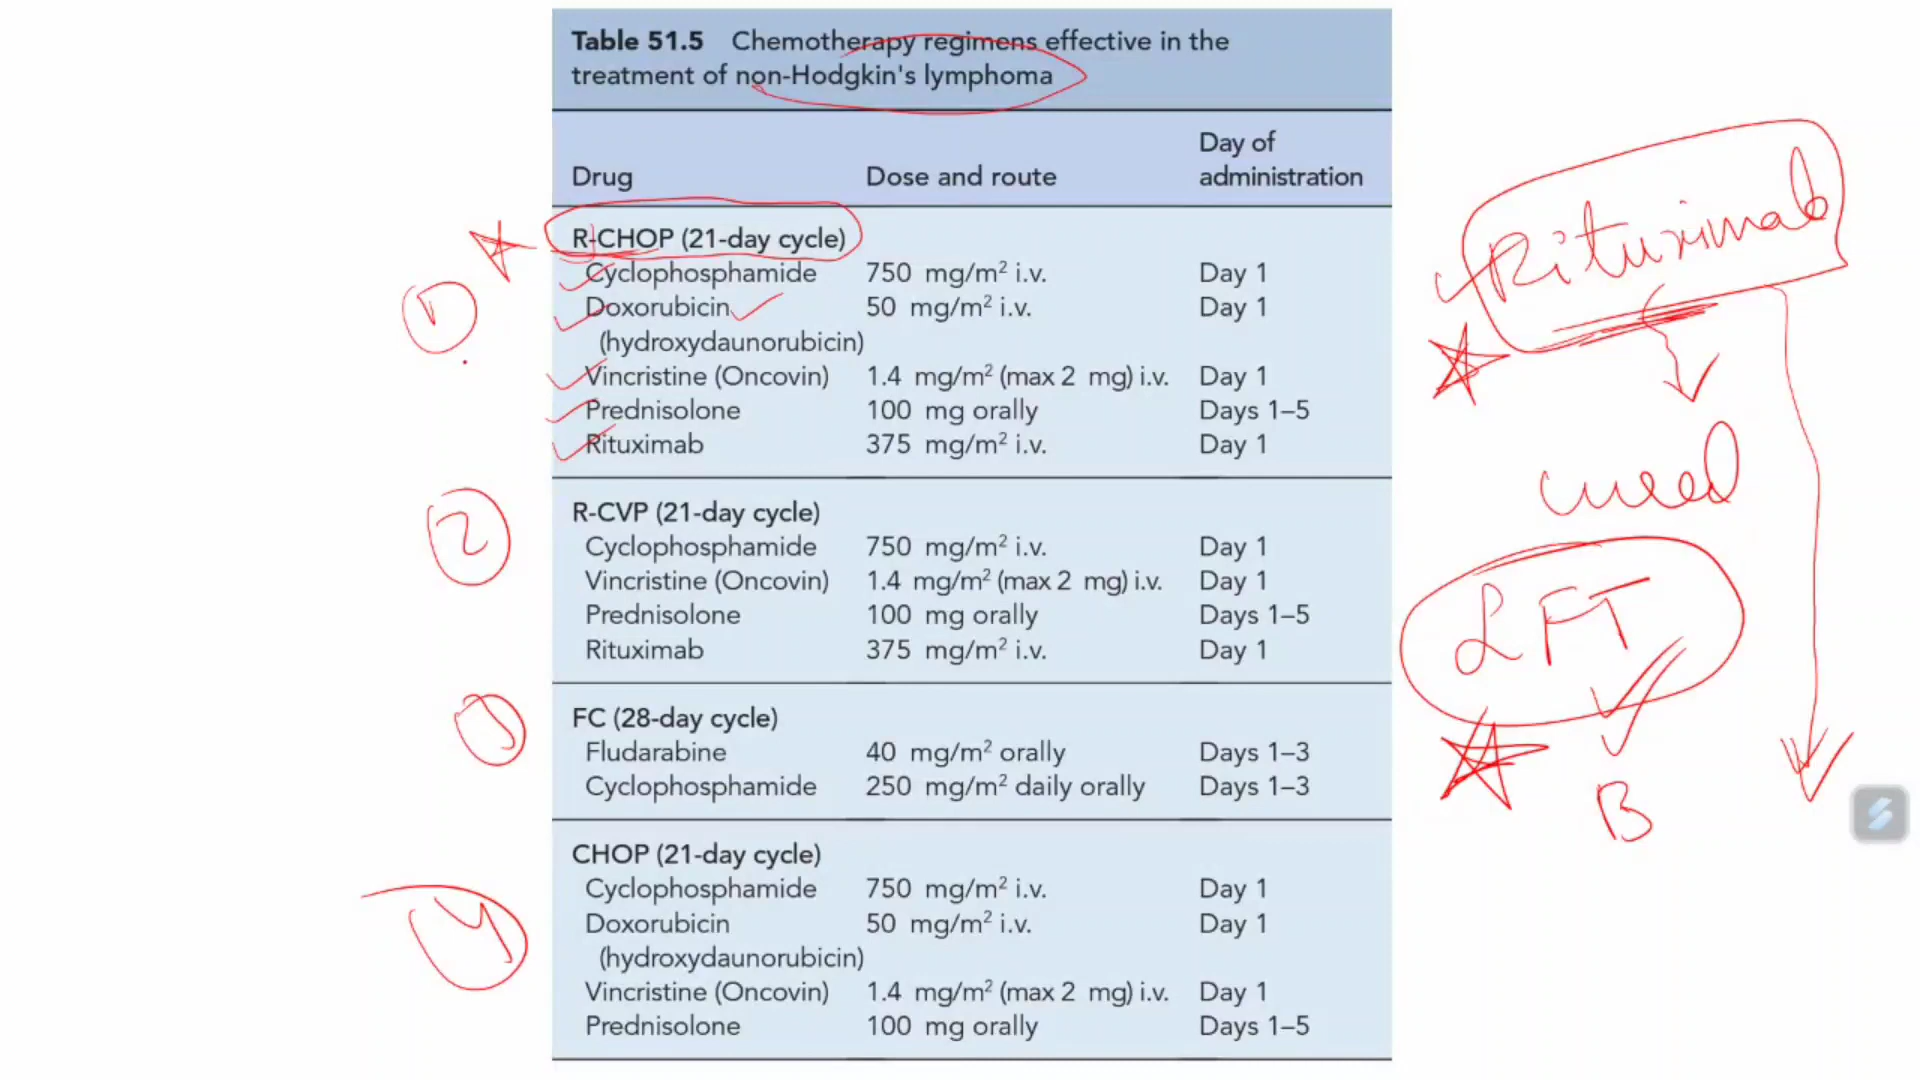 Table 51.5 Chemotherapy regimens effective in the
treatment of non-Hodgkin's lymphoma
Drug Dose and route Day of administration
R-CHOP (21-day cycle)
Cyclophosphamide 750 mg/m² i.v. Day 1
Doxorubicin 50 mg/m² i.v. Day 1
(hydroxydaunorubicin)
Vincristine (Oncovin) 1.4 mg/m² (max 2 mg) i.v. Day 1
Prednisolone 100 mg orally Days 1–5
Rituximab 375 mg/m² i.v. Day 1
R-CVP (21-day cycle)
Cyclophosphamide 750 mg/m² i.v. Day 1
Vincristine (Oncovin) 1.4 mg/m² (max 2 mg) i.v. Day 1
Prednisolone 100 mg orally Days 1–5
Rituximab 375 mg/m² i.v. Day 1
FC (28-day cycle)
Fludarabine 40 mg/m² orally Days 1–3
Cyclophosphamide 250 mg/m² daily orally Days 1–3
CHOP (21-day cycle)
Cyclophosphamide 750 mg/m² i.v. Day 1
Doxorubicin 50 mg/m² i.v. Day 1
(hydroxydaunorubicin)
Vincristine (Oncovin) 1.4 mg/m² (max 2 mg) i.v. Day 1
Prednisolone 100 mg orally Days 1–5
1
2
3
4
Rituximab
LFT
B